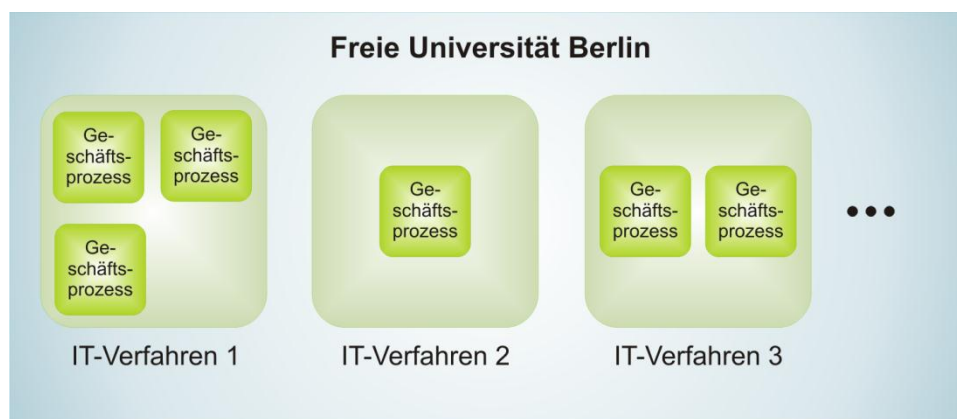 Freie Universität Berlin
Ge-
schäfts-
prozess
Ge-
schäfts-
prozess
Ge-
schäfts-
prozess
IT-Verfahren 1
Ge-
schäfts-
prozess
IT-Verfahren 2
Ge-
schäfts-
prozess
Ge-
schäfts-
prozess
IT-Verfahren 3
•••